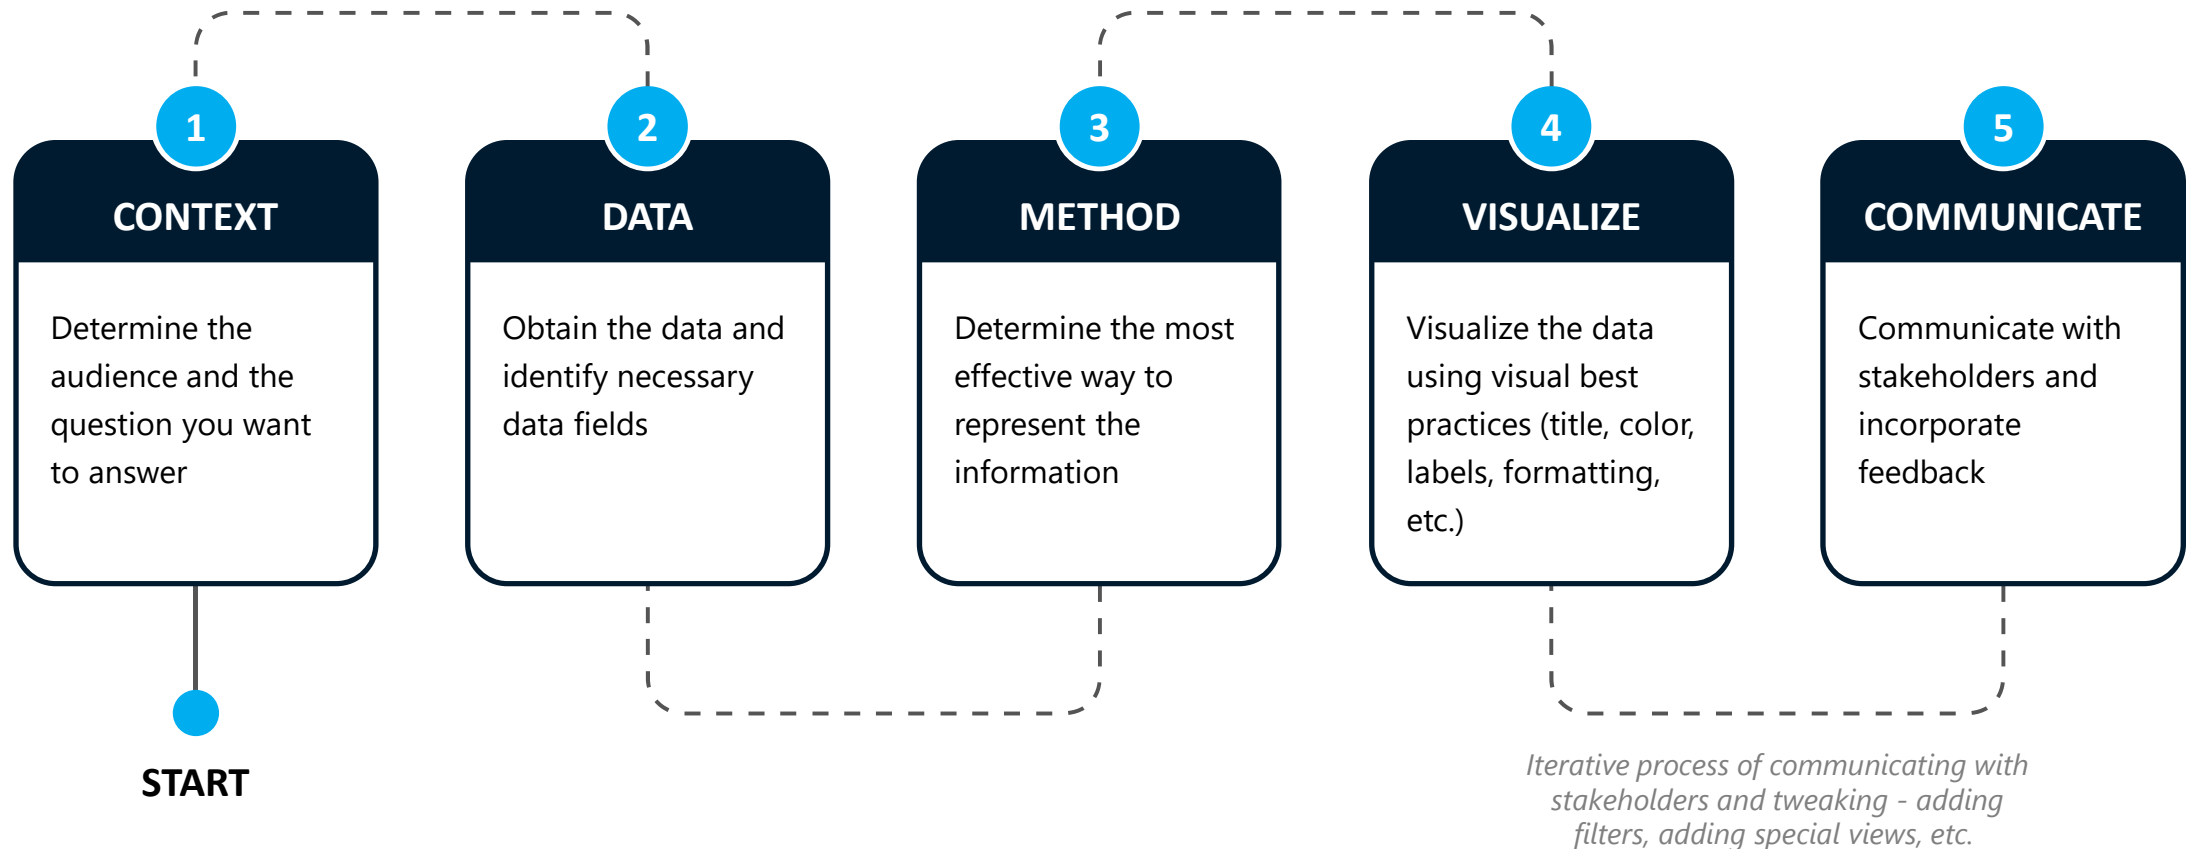 1
CONTEXT
Determine the
audience and the
question you want
to answer
2
DATA
Obtain the data and
identify necessary
data fields
3
METHOD
Determine the most
effective way to
represent the
information
4
VISUALIZE
Visualize the data
using visual best
practices (title, color,
labels, formatting,
etc.)
5
COMMUNICATE
Communicate with
stakeholders and
incorporate
feedback
START
Iterative process of communicating with
stakeholders and tweaking - adding
filters, adding special views, etc.